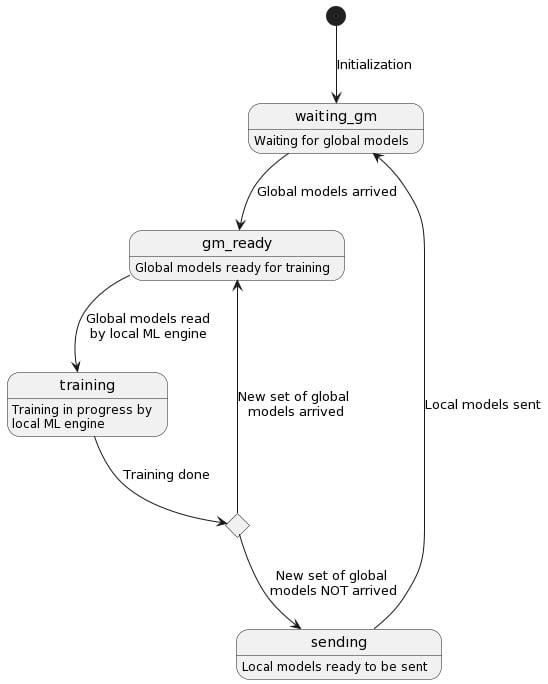 Initialization
waiting_gm
Waiting for global models
Global models arrived
gm_ready
Global models ready for training
Global models read
by local ML engine
training
Training in progress by
local ML engine
New set of global
models arrived
Local models sent
Training done
New set of global
models NOT arrived
sending
Local models ready to be sent